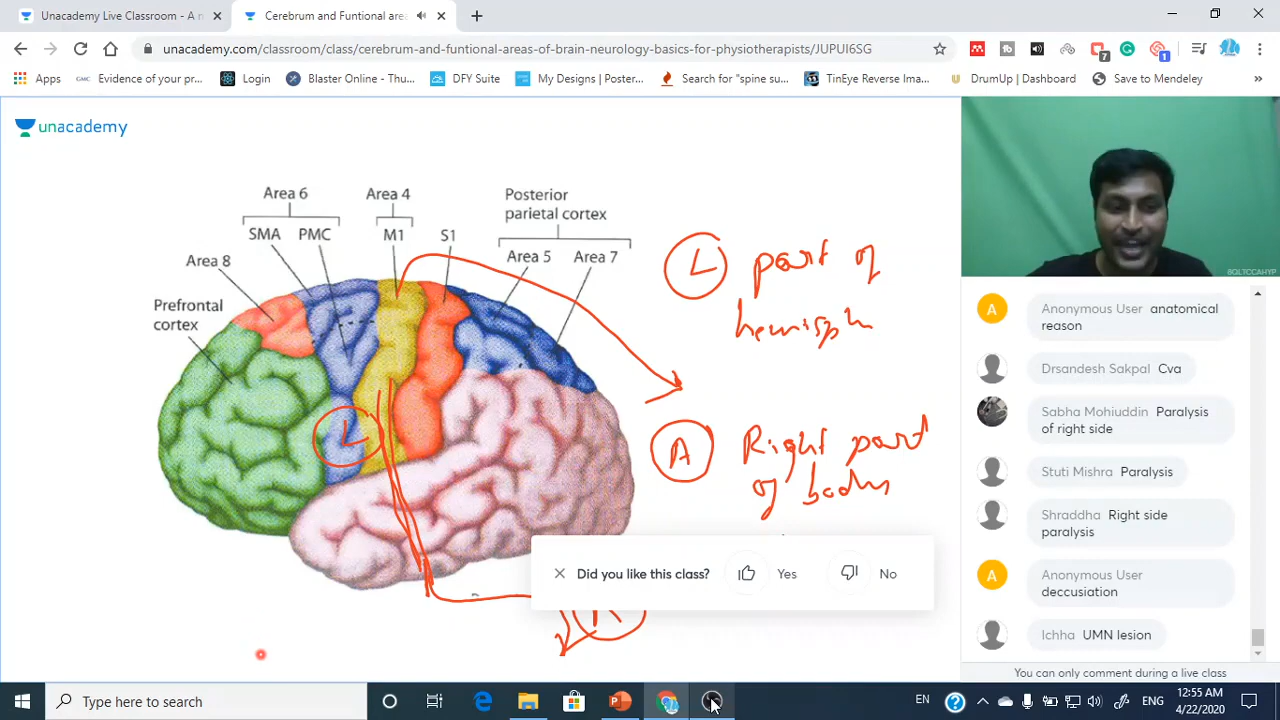 Unacademy Live Classroom - A n
Cerebrum and Funtional area
unacademy.com/classroom/class/cerebrum-and-funtional-areas-of-brain-neurology-basics-for-physiotherapists/JUPUI6SG
7
1
Apps
GMC
Evidence of your pr...
Login
Blaster Online - Thu...
DFY Suite
My Designs | Poster...
Search for "spine su...
TinEye Reverse Ima...
DrumUp | Dashboard
Save to Mendeley
»
unacademy
Area 6
SMA PMC
Area 4
M1
S1
Posterior
parietal cortex
Area 5 Area 7
Area 8
Prefrontal
cortex
L part of
hemisph
L
Right part
of body
Did you like this class?
Yes
No
Anonymous User anatomical
reason
Drsandesh Sakpal Cva
Sabha Mohiuddin Paralysis
of right side
Stuti Mishra Paralysis
Shraddha Right side
paralysis
Anonymous User
deccusiation
Ichha UMN lesion
You can only comment during a live class
A
A
6QLTCCAHYP
Type here to search
EN
ENG
12:55 AM
4/22/2020